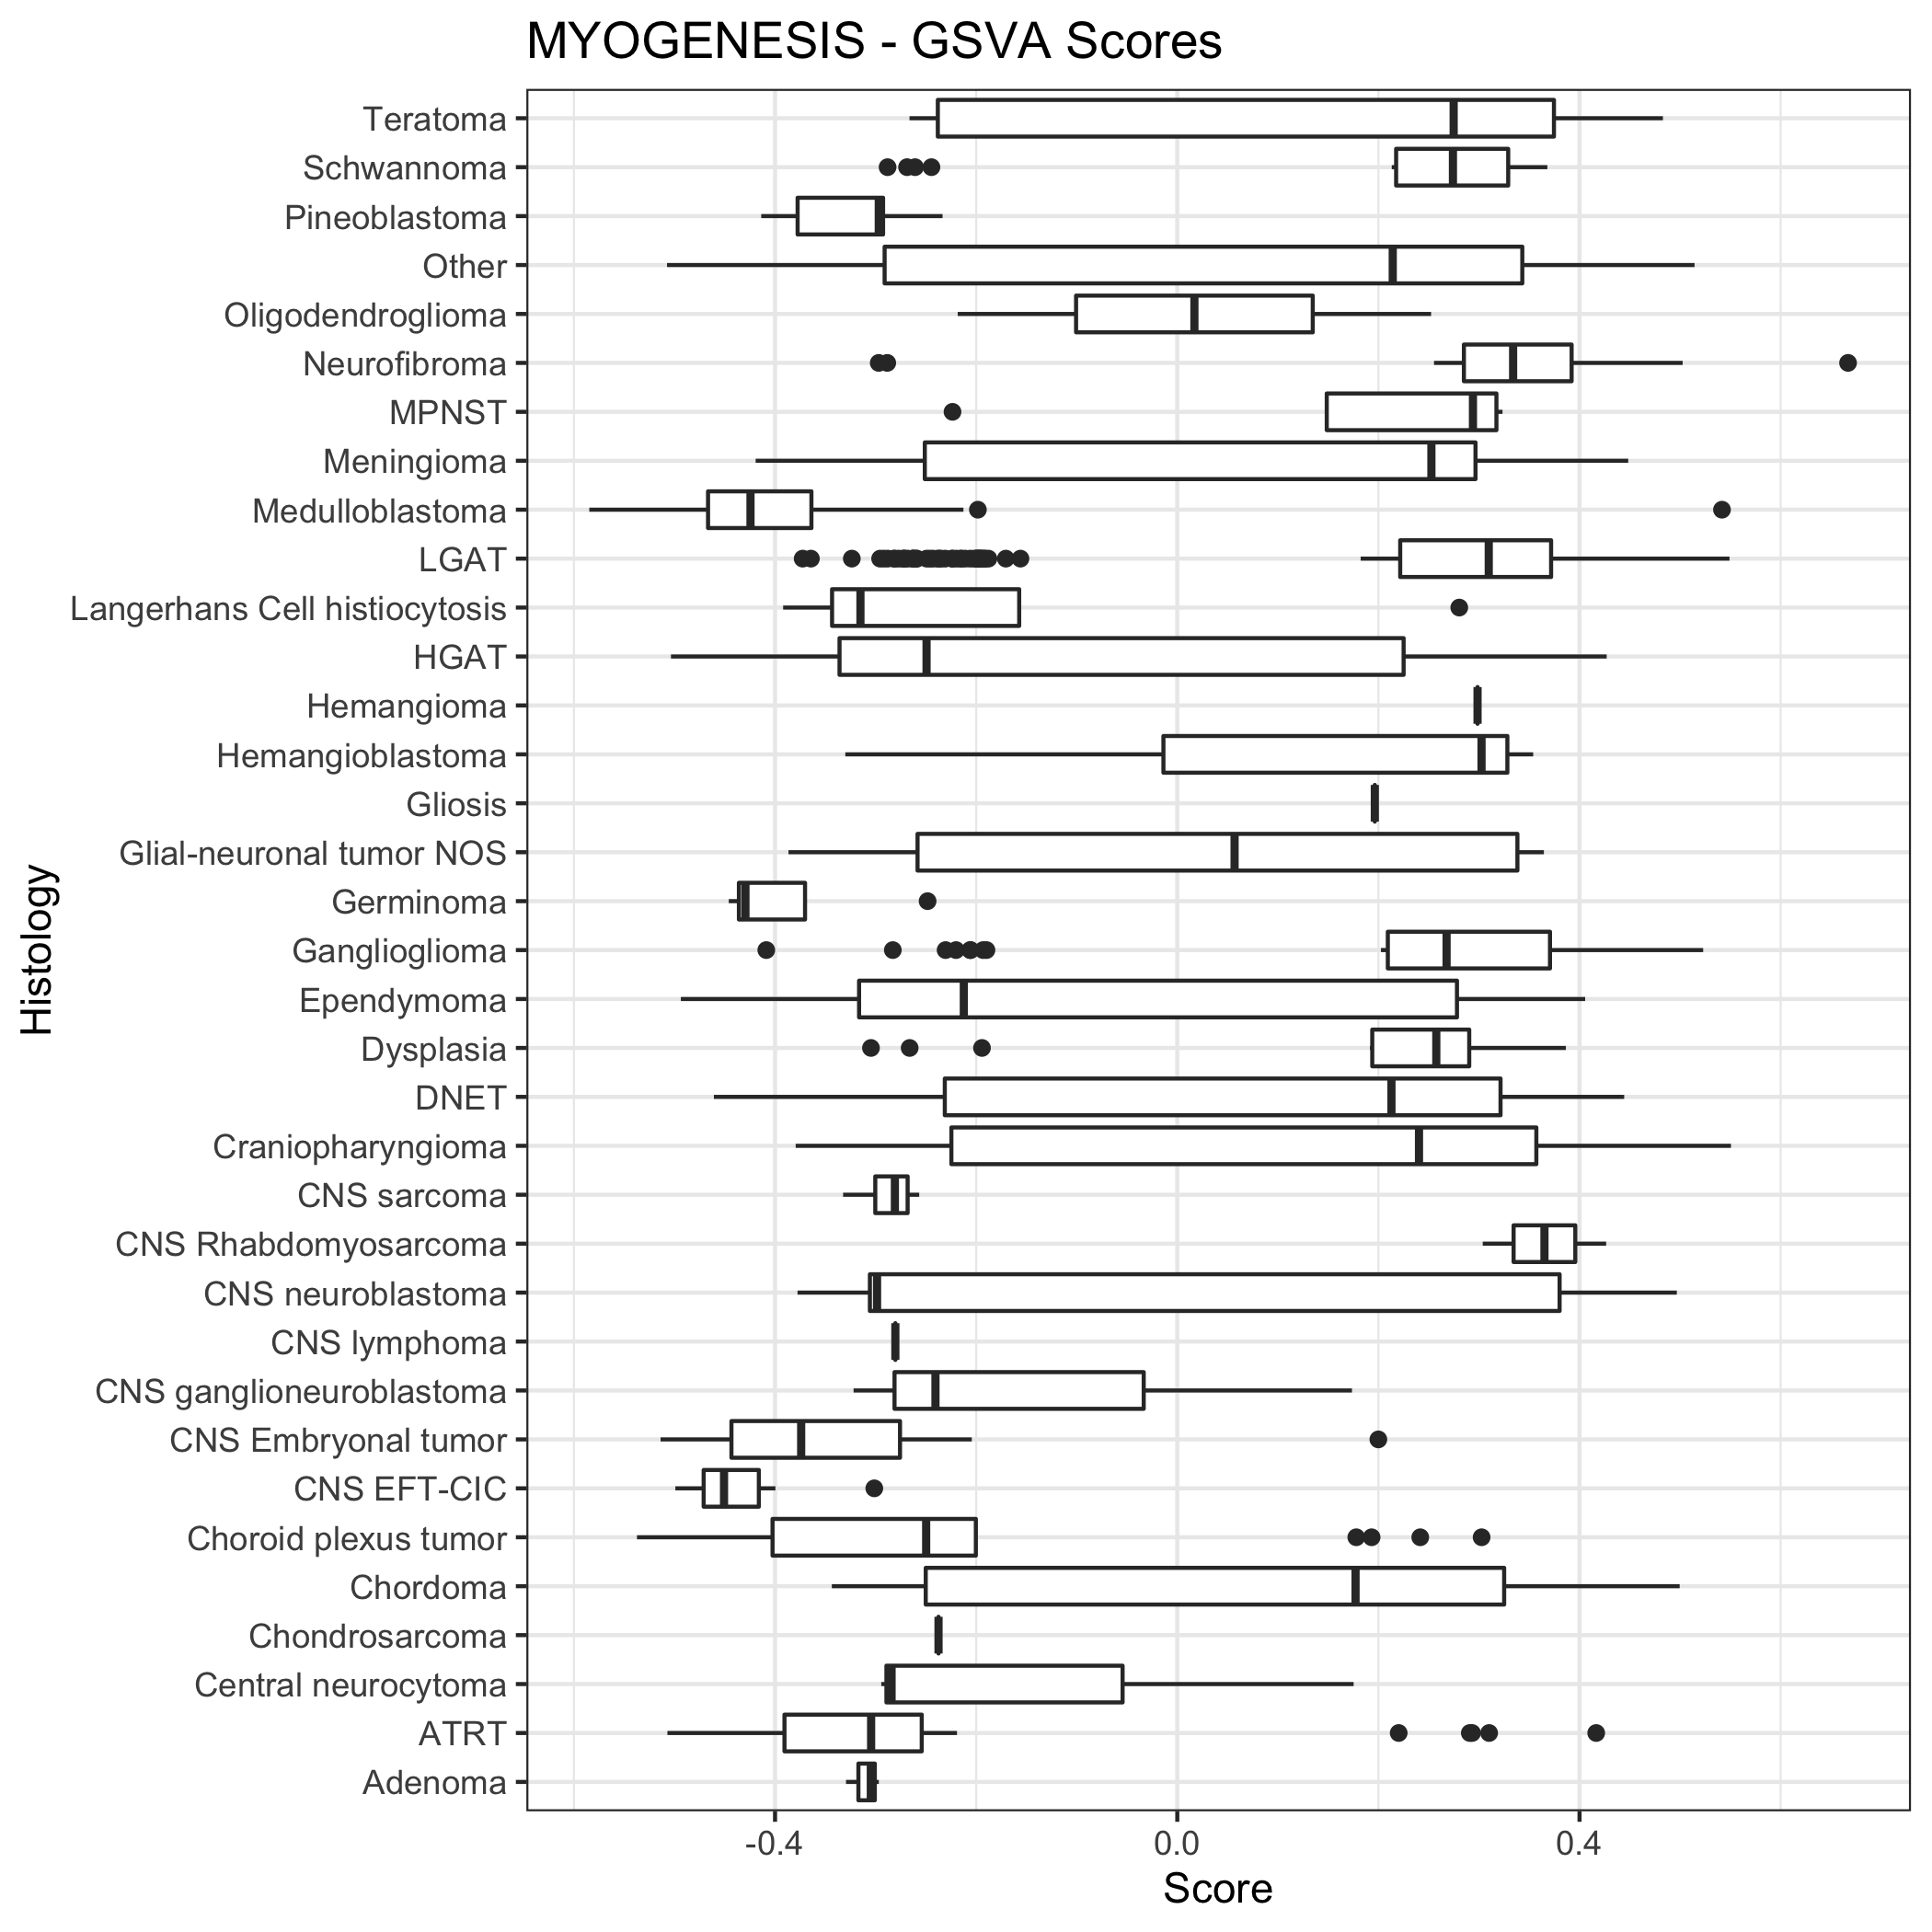 MYOGENESIS - GSVA Scores
Teratoma
Schwannoma
Pineoblastoma
Other
Oligodendroglioma
Neurofibroma
MPNST
Meningioma
Medulloblastoma
LGAT
Langerhans Cell histiocytosis
HGAT
Hemangioma
Hemangioblastoma
Gliosis
Glial-neuronal tumor NOS
Germinoma
Ganglioglioma
Ependymoma
Dysplasia
DNET
Craniopharyngioma
CNS sarcoma
CNS Rhabdomyosarcoma
CNS neuroblastoma
CNS lymphoma
CNS ganglioneuroblastoma
CNS Embryonal tumor
CNS EFT-CIC
Choroid plexus tumor
Chordoma
Chondrosarcoma
Central neurocytoma
ATRT
Adenoma
Histology
-0.4 0.0 0.4
Score